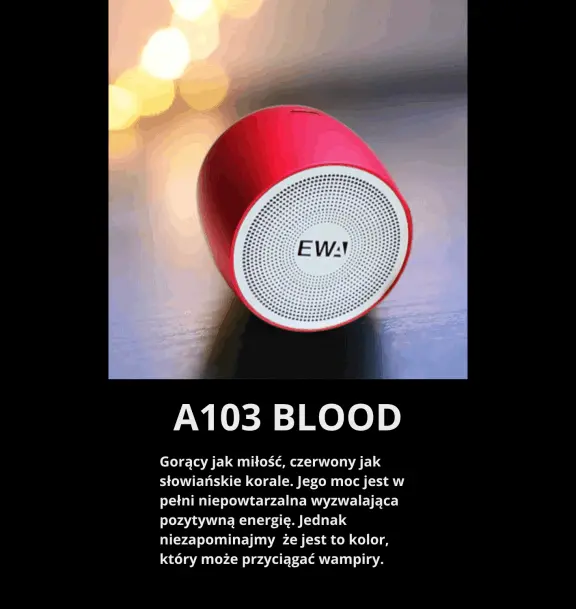 EWA
A103 BLOOD
Gorący jak miłość, czerwony jak
słowiańskie korale. Jego moc jest w
pełni niepowtarzalna wyzwalająca
pozytywną energię. Jednak
niezapominajmy  że jest to kolor,
który może przyciągać wampiry.